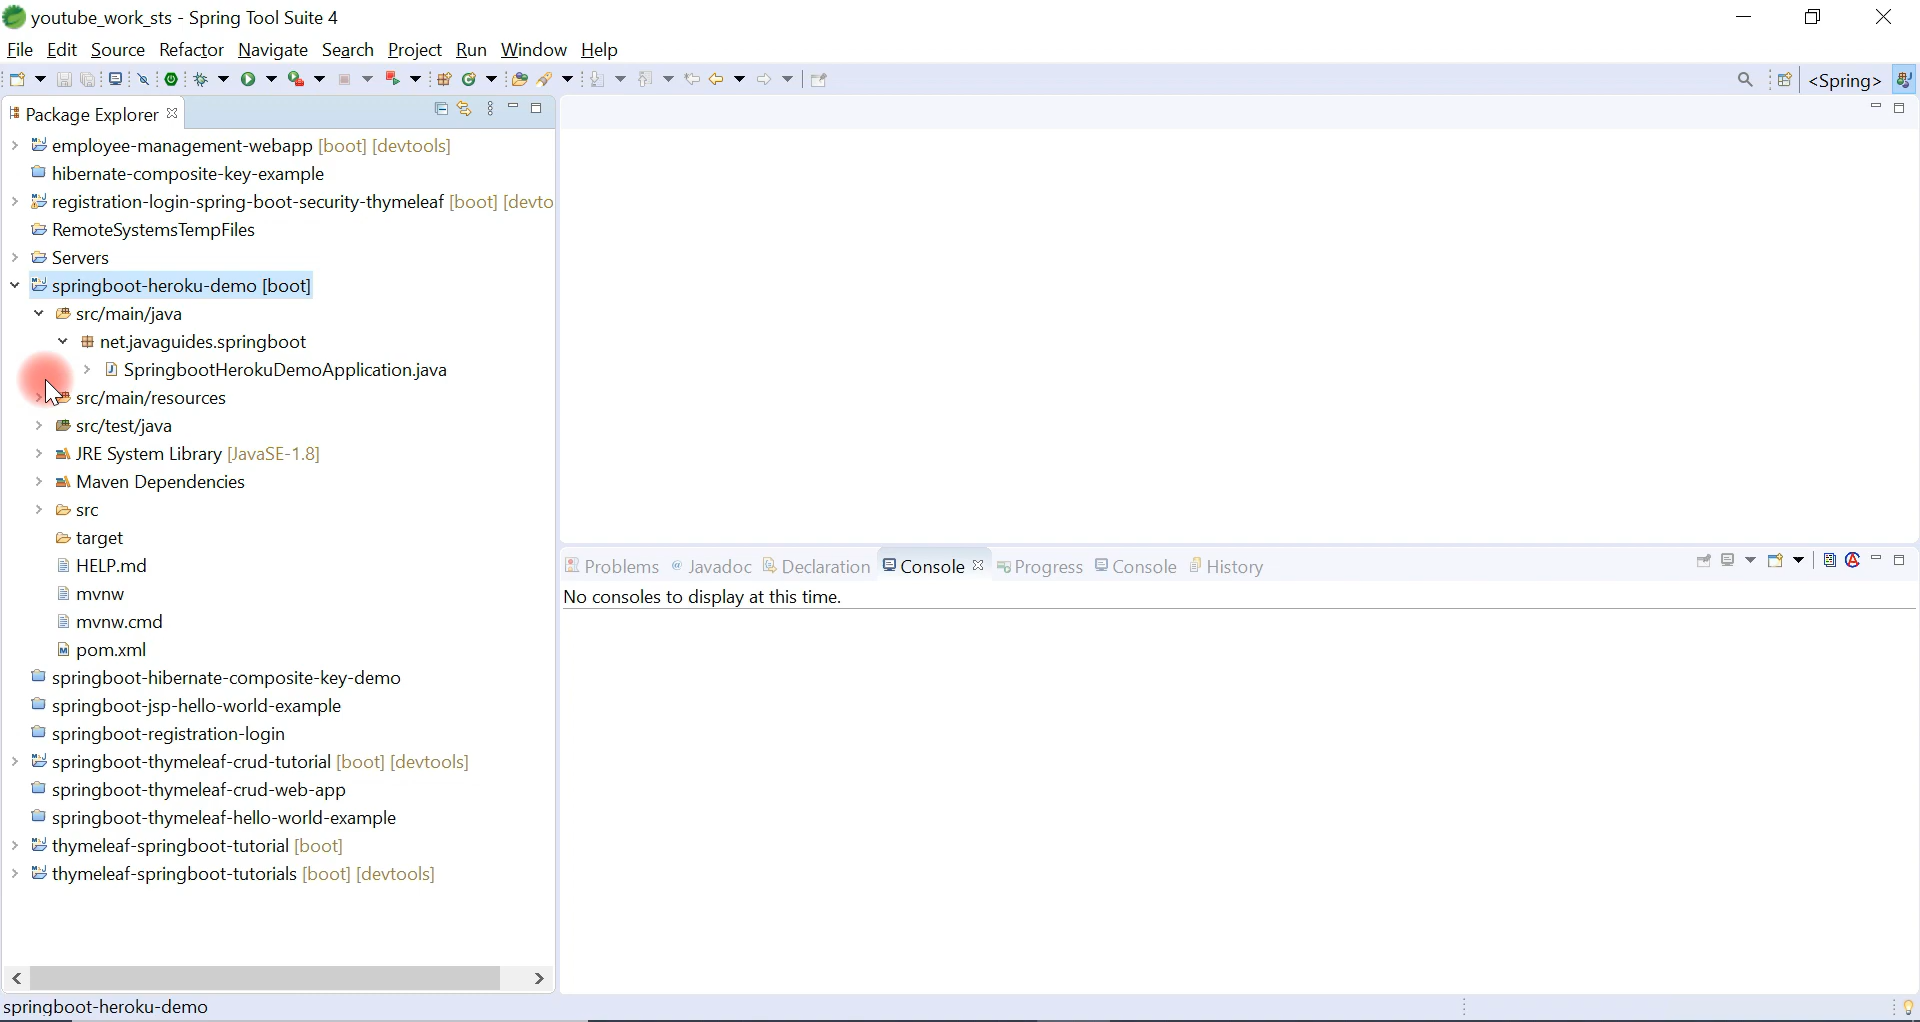 youtube_work_sts - Spring Tool Suite 4
File Edit Source Refactor Navigate Search Project Run Window Help
<Spring>
Package Explorer
employee-management-webapp [boot] [devtools]
hibernate-composite-key-example
registration-login-spring-boot-security-thymeleaf [boot] [devto
RemoteSystemsTempFiles
Servers
springboot-heroku-demo [boot]
src/main/java
net.javaguides.springboot
SpringbootHerokuDemoApplication.java
src/main/resources
src/test/java
JRE System Library [JavaSE-1.8]
Maven Dependencies
src
target
HELP.md
mvnw
mvnw.cmd
pom.xml
springboot-hibernate-composite-key-demo
springboot-jsp-hello-world-example
springboot-registration-login
springboot-thymeleaf-crud-tutorial [boot] [devtools]
springboot-thymeleaf-crud-web-app
springboot-thymeleaf-hello-world-example
thymeleaf-springboot-tutorial [boot]
thymeleaf-springboot-tutorials [boot] [devtools]
Problems @ Javadoc Declaration Console Progress Console History
No consoles to display at this time.
springboot-heroku-demo